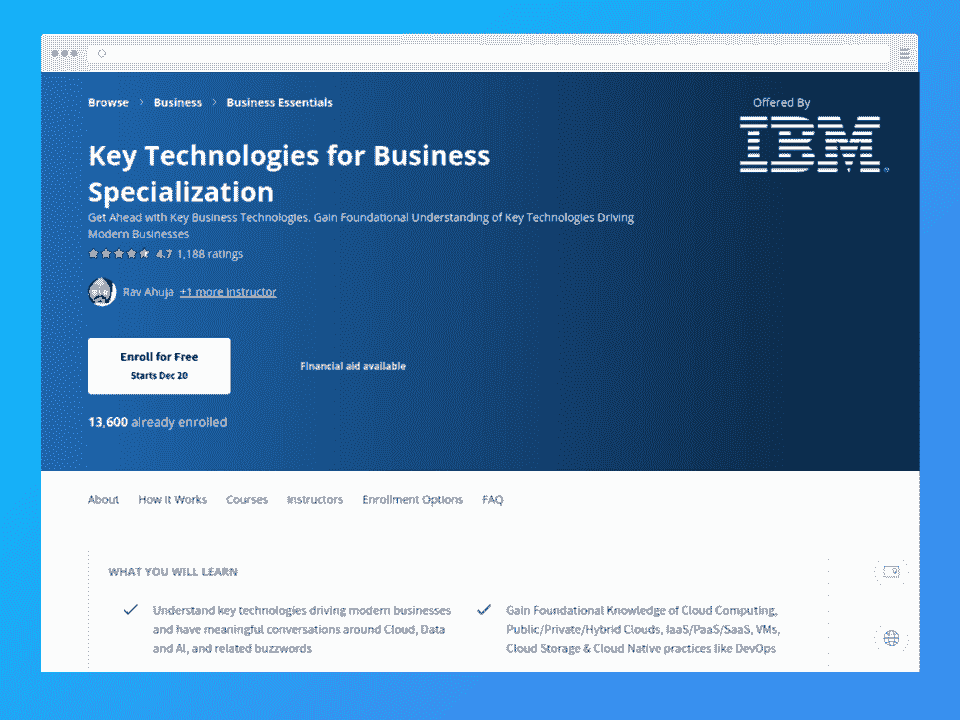 Browse > Business > Business Essentials
Offered By
IBM
Key Technologies for Business
Specialization
Get Ahead with Key Business Technologies. Gain Foundational Understanding of Key Technologies Driving
Modern Businesses
4.7 1,188 ratings
Rav Ahuja +1 more instructor
Enroll for Free
Starts Dec 20
Financial aid available
13,600 already enrolled
About How It Works Courses Instructors Enrollment Options FAQ
WHAT YOU WILL LEARN
Understand key technologies driving modern businesses
and have meaningful conversations around Cloud, Data
and AI, and related buzzwords
Gain Foundational Knowledge of Cloud Computing,
Public/Private/Hybrid Clouds, IaaS/PaaS/SaaS, VMs,
Cloud Storage & Cloud Native practices like DevOps